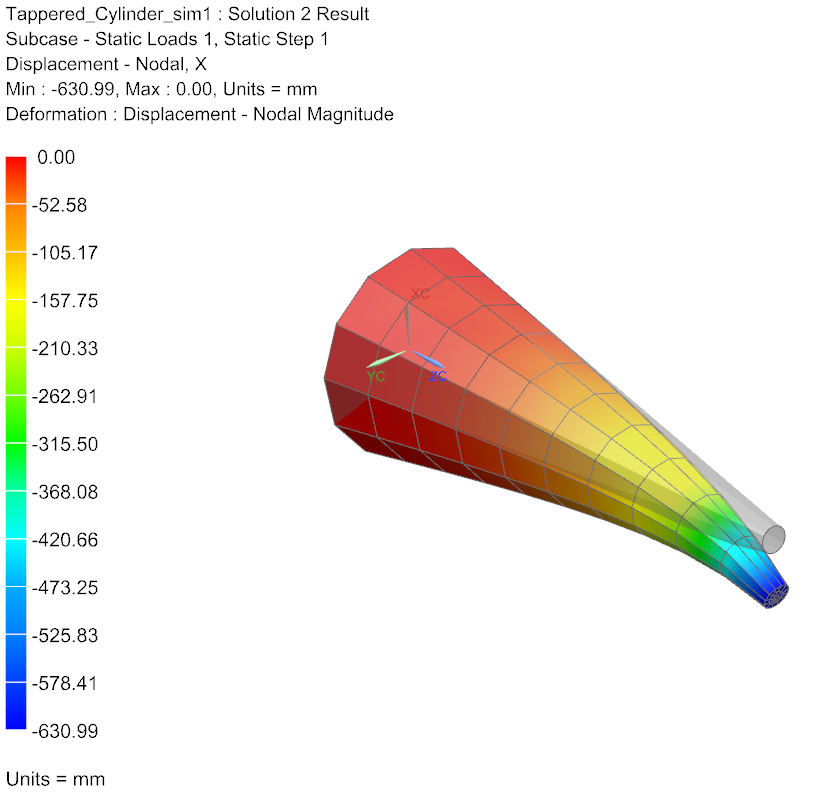 Tappered_Cylinder_sim1 : Solution 2 Result
Subcase - Static Loads 1, Static Step 1
Displacement - Nodal, X
Min : -630.99, Max : 0.00, Units = mm
Deformation : Displacement - Nodal Magnitude
0.00
-52.58
-105.17
-157.75
-210.33
-262.91
-315.50
-368.08
-420.66
-473.25
-525.83
-578.41
-630.99
XC
YC
ZC
Units = mm